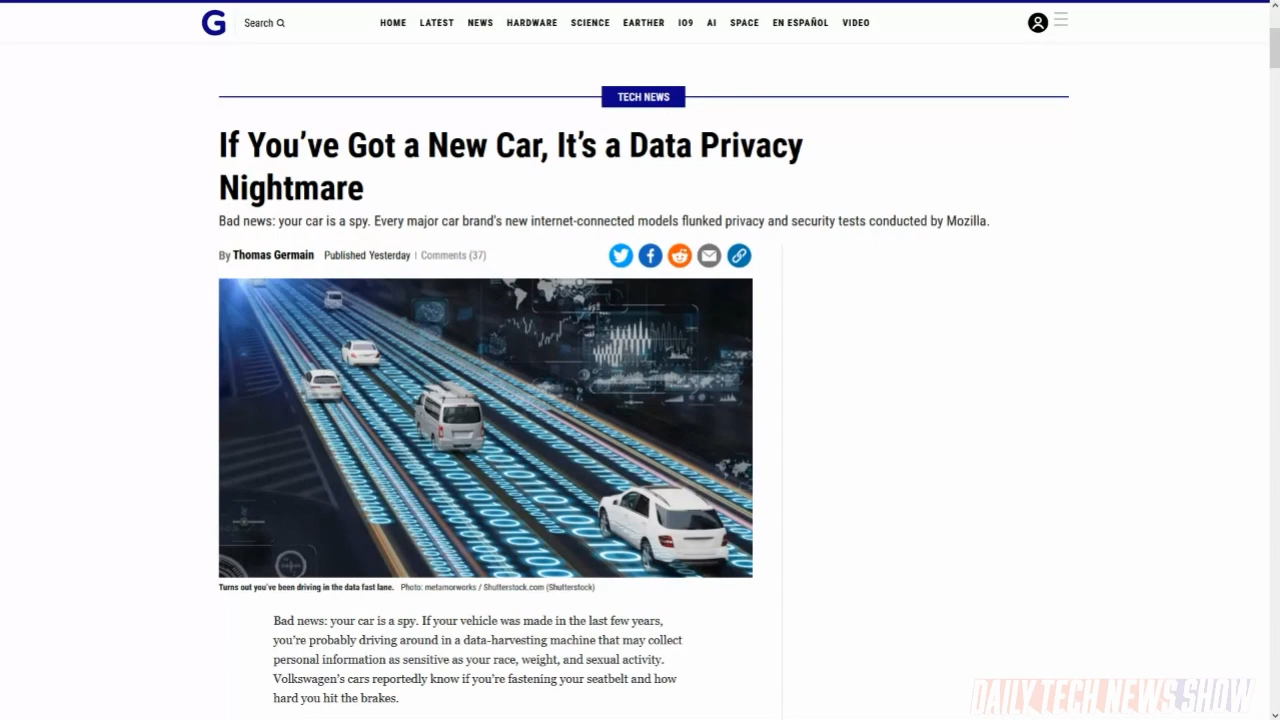 G
Search
HOME LATEST NEWS HARDWARE SCIENCE EARTHER IO9 AI SPACE EN ESPAÑOL VIDEO
TECH NEWS
If You've Got a New Car, It's a Data Privacy
Nightmare
Bad news: your car is a spy. Every major car brand's new internet-connected models flunked privacy and security tests conducted by Mozilla.
By Thomas Germain Published Yesterday | Comments (37)
Turns out you've been driving in the data fast lane. Photo: metamorworks / Shutterstock.com (Shutterstock)
Bad news: your car is a spy. If your vehicle was made in the last few years,
you're probably driving around in a data-harvesting machine that may collect
personal information as sensitive as your race, weight, and sexual activity.
Volkswagen's cars reportedly know if you're fastening your seatbelt and how
hard you hit the brakes.
DAILY TECH NEWS SHOW